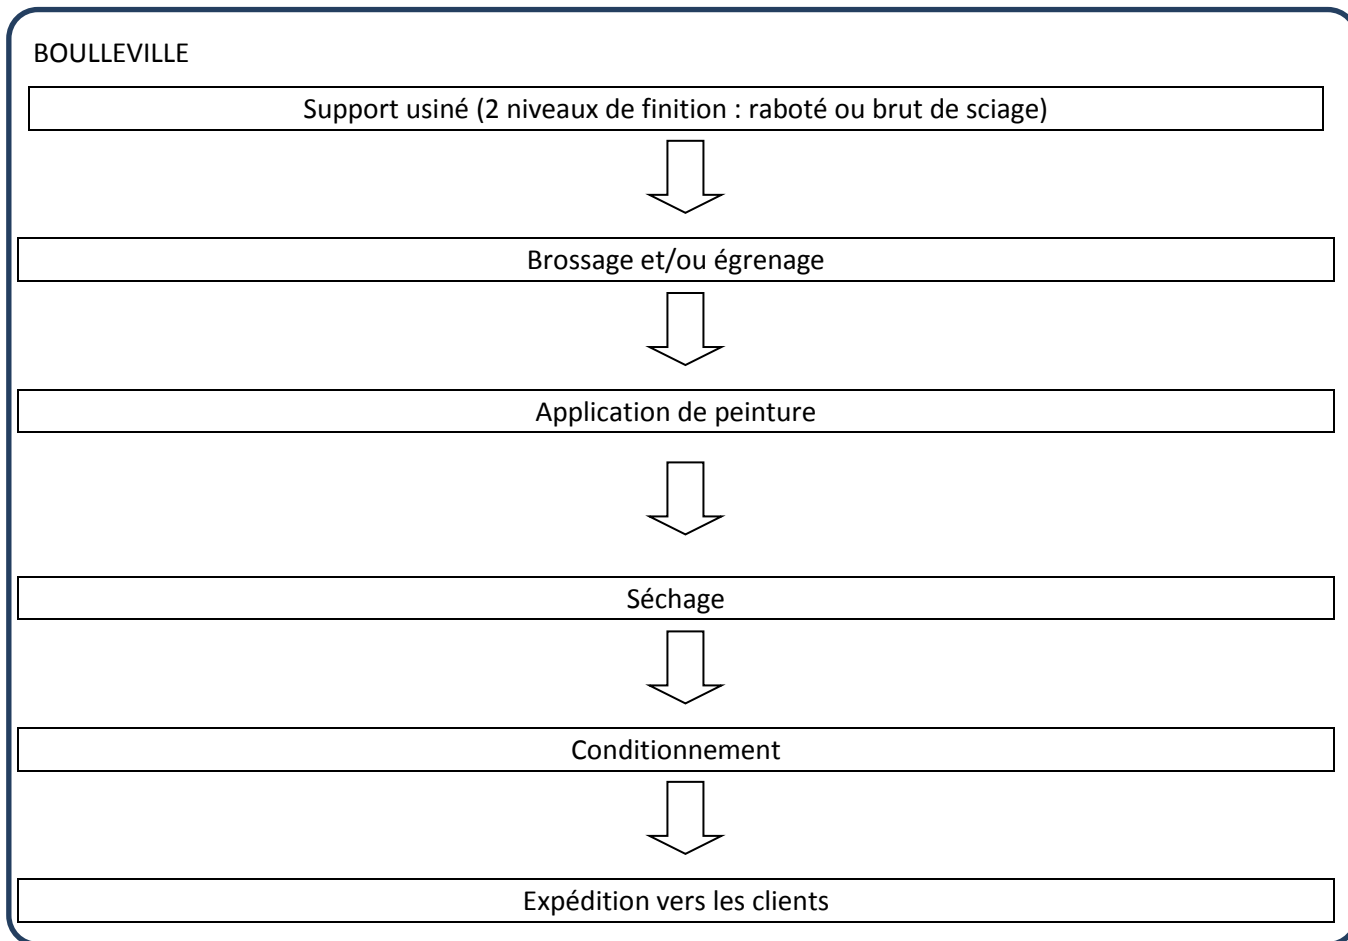 BOULLEVILLE
Support usiné (2 niveaux de finition : raboté ou brut de sciage)
Brossage et/ou égrenage
Application de peinture
Séchage
Conditionnement
Expédition vers les clients